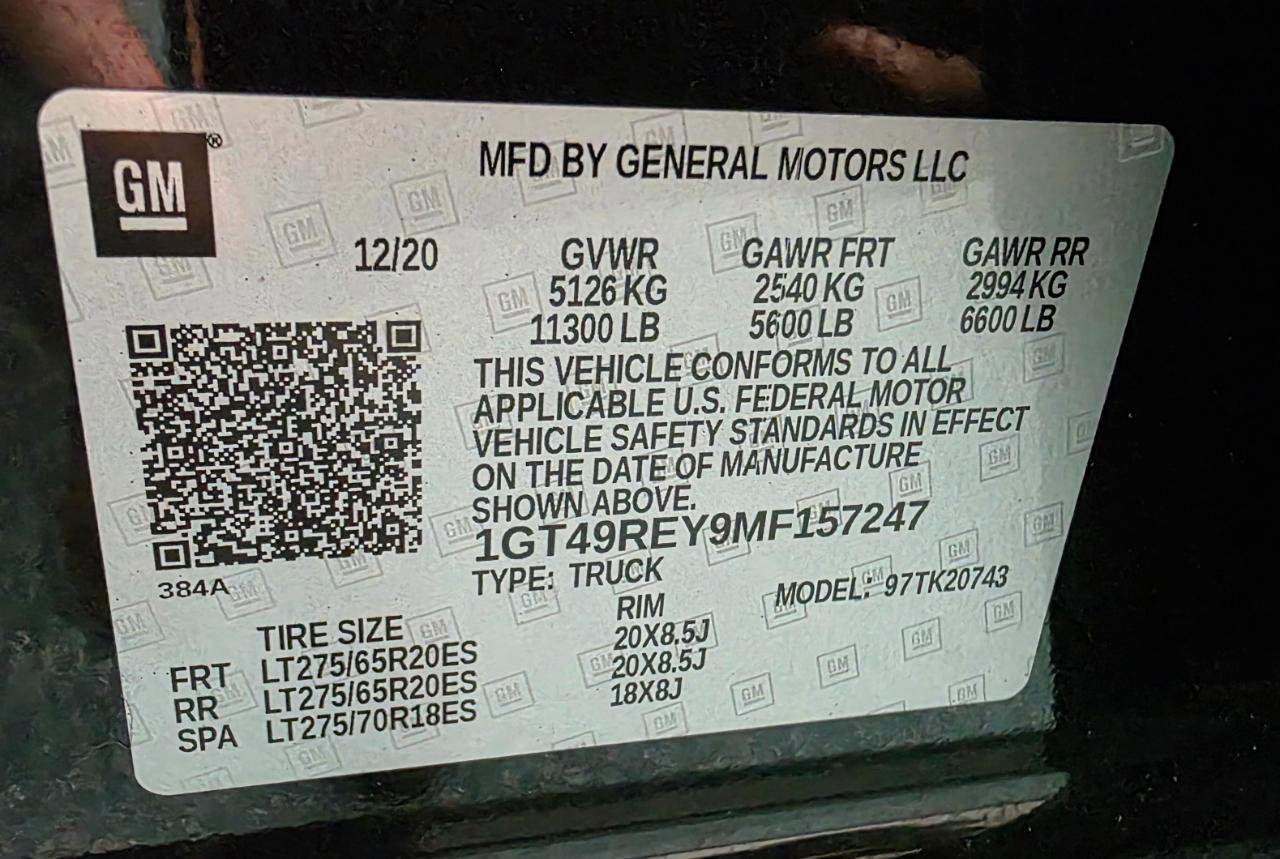 GM®
MFD BY GENERAL MOTORS LLC
12/20 GVWR GAWR FRT GAWR RR
5126 KG 2540 KG 2994 KG
11300 LB 5600 LB 6600 LB
THIS VEHICLE CONFORMS TO ALL
APPLICABLE U.S. FEDERAL MOTOR
VEHICLE SAFETY STANDARDS IN EFFECT
ON THE DATE OF MANUFACTURE
SHOWN ABOVE.
1GT49REY9MF157247
TYPE: TRUCK MODEL: 97TK20743
384A
TIRE SIZE RIM
FRT LT275/65R20ES 20X8.5J
RR LT275/65R20ES 20X8.5J
SPA LT275/70R18ES 18X8J